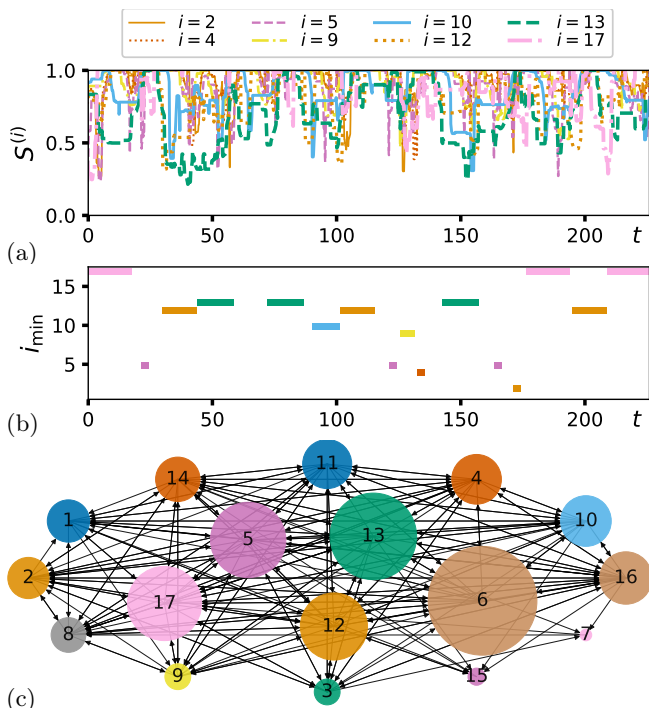 i = 2 i = 5 i = 10 i = 13
i = 4 i = 9 i = 12 i = 17
1.0
0.5
0.0
S^(i)
0 50 100 150 200 t
(a)
15
10
5
i_min
0 50 100 150 200 t
(b)
11
14 4
1 10
5 13
2 16
17 6
12
8 7
9 15
3
(c)